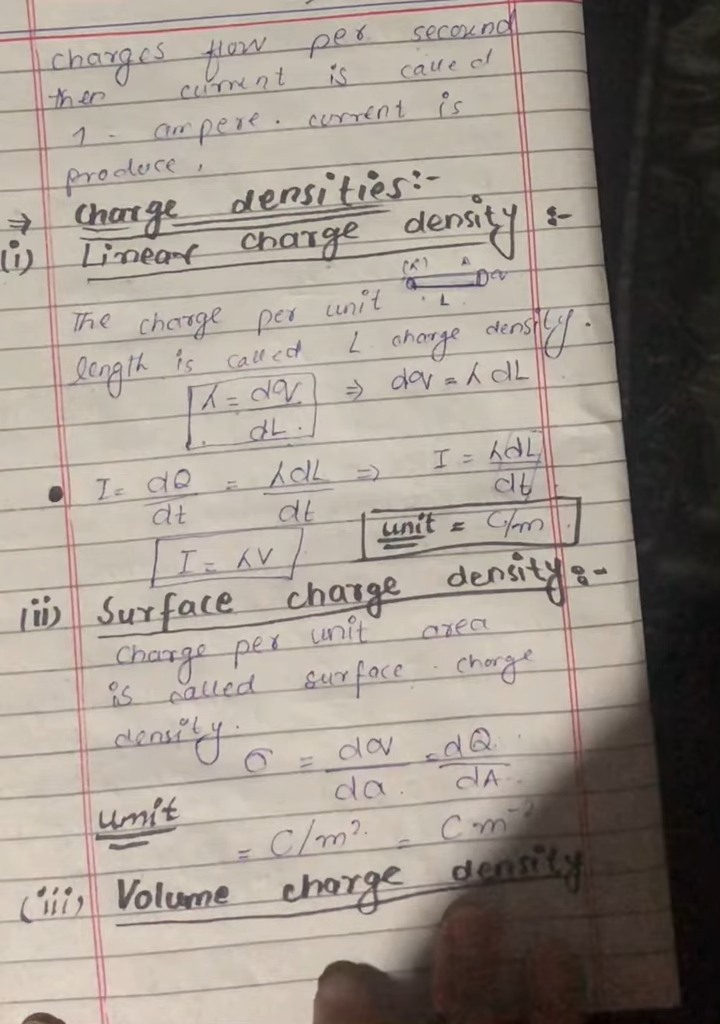 charges flow per secound
then current is called
1 - ampere. current is
produce,
⇒ Charge densities:-
(i) Linear charge density :-
The charge per unit
L
length is called L charge density.
λ = dq/dL. ⇒ dq = λ dL
• I = dQ/dt = λdL/dt ⇒ I = λdL/dt
I = λV unit = C/m
(ii) Surface charge density :-
Charge per unit area
is called surface charge
density.
σ = dq/da. = dQ/dA.
unit
= C/m². = Cm⁻²
(iii) Volume charge density